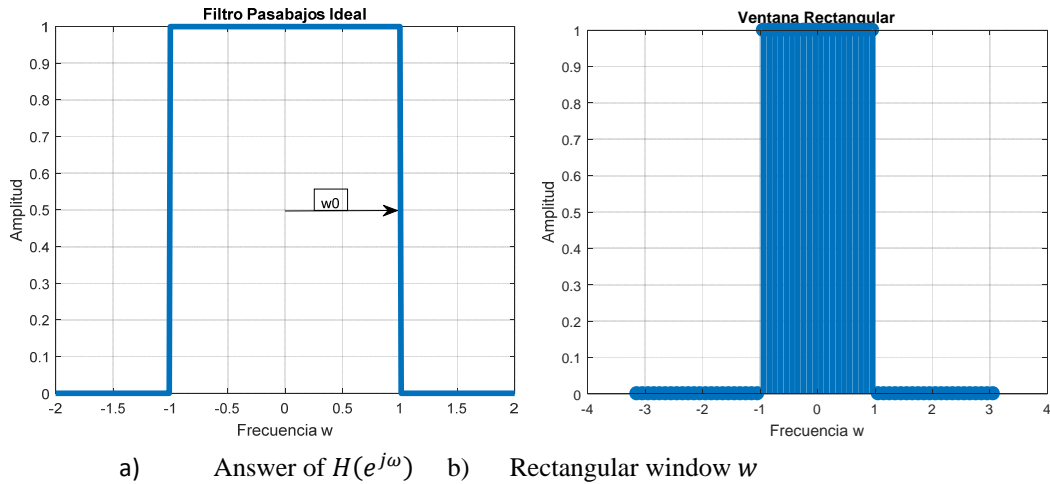 Filtro Pasabajos Ideal
1
0.9
0.8
0.7
0.6
0.5
0.4
0.3
0.2
0.1
0
Amplitud
w0
-2 -1.5 -1 -0.5 0 0.5 1 1.5 2
Frecuencia w
Ventana Rectangular
1
0.9
0.8
0.7
0.6
0.5
0.4
0.3
0.2
0.1
0
Amplitud
-4 -3 -2 -1 0 1 2 3 4
Frecuencia w
a) Answer of H(e^{jω}) b) Rectangular window w